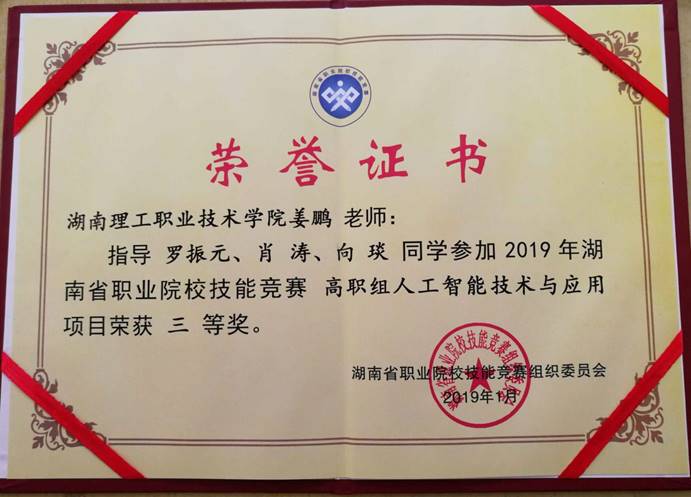 荣誉证书
湖南理工职业技术学院姜鹏 老师：
指导 罗振元、肖 涛、向 琰 同学参加 2019 年湖
南省职业院校技能竞赛 高职组人工智能技术与应用
项目荣获 三 等奖。
湖南省职业院校技能竞赛组织委员会
2019年1月